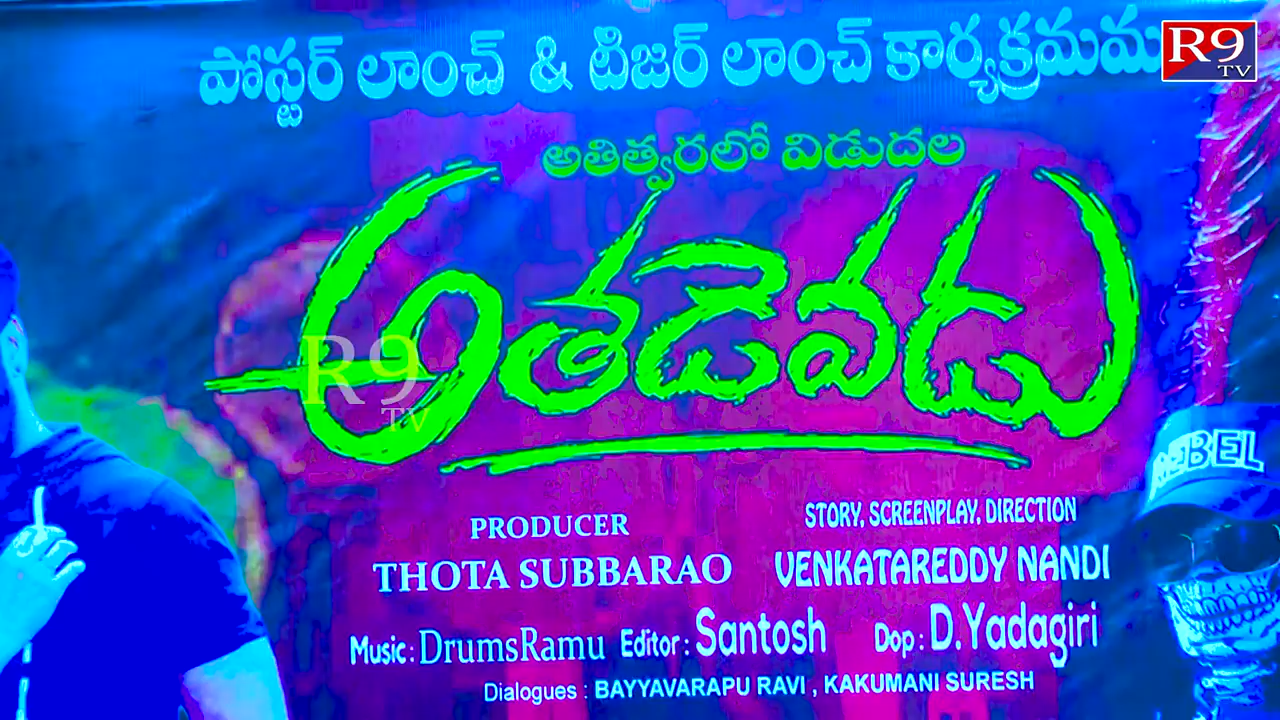 పోస్టర్ లాంచ్ & టిజర్ లాంచ్ కార్యక్రమమ
R9
TV
అతిత్వరలో విడుదల
అతడెవడు
R9
TV
REBEL
PRODUCER
THOTA SUBBARAO
STORY, SCREENPLAY, DIRECTION
VENKATAREDDY NANDI
Music: DrumsRamu Editor: Santosh Dop: D.Yadagiri
Dialogues : BAYYAVARAPU RAVI , KAKUMANI SURESH